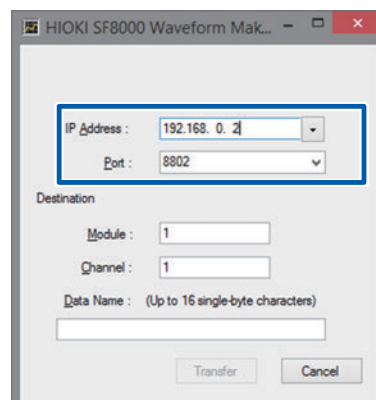 HIOKI SF8000 Waveform Mak...
IP Address : 192.168. 0. 2
Port : 8802
Destination
Module : 1
Channel : 1
Data Name : (Up to 16 single-byte characters)
Transfer Cancel